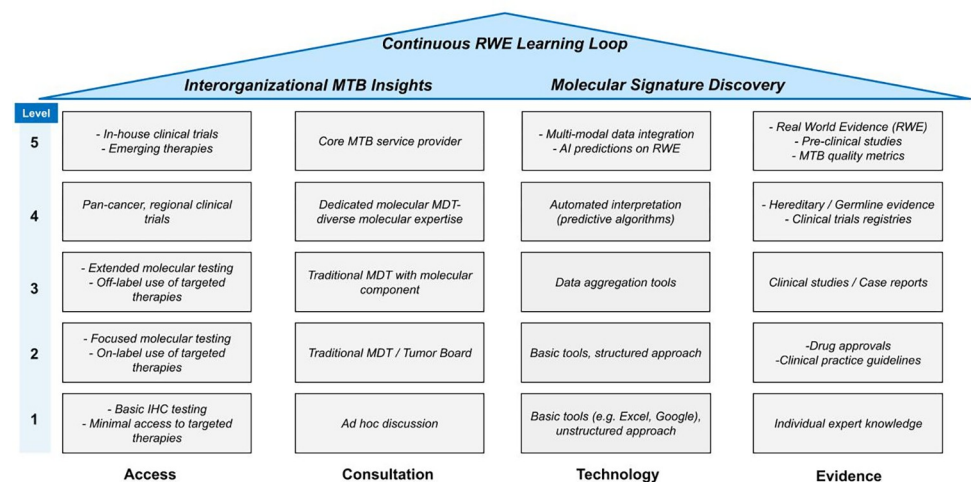 Continuous RWE Learning Loop
Interorganizational MTB Insights
Molecular Signature Discovery
Level
5
- In-house clinical trials
- Emerging therapies
Core MTB service provider
- Multi-modal data integration
- AI predictions on RWE
- Real World Evidence (RWE)
- Pre-clinical studies
- MTB quality metrics
4
Pan-cancer, regional clinical
trials
Dedicated molecular MDT-
diverse molecular expertise
Automated interpretation
(predictive algorithms)
- Hereditary / Germline evidence
- Clinical trials registries
3
- Extended molecular testing
- Off-label use of targeted
therapies
Traditional MDT with molecular
component
Data aggregation tools
Clinical studies / Case reports
2
- Focused molecular testing
- On-label use of targeted
therapies
Traditional MDT / Tumor Board
Basic tools, structured approach
-Drug approvals
-Clinical practice guidelines
1
- Basic IHC testing
- Minimal access to targeted
therapies
Ad hoc discussion
Basic tools (e.g. Excel, Google),
unstructured approach
Individual expert knowledge
Access
Consultation
Technology
Evidence